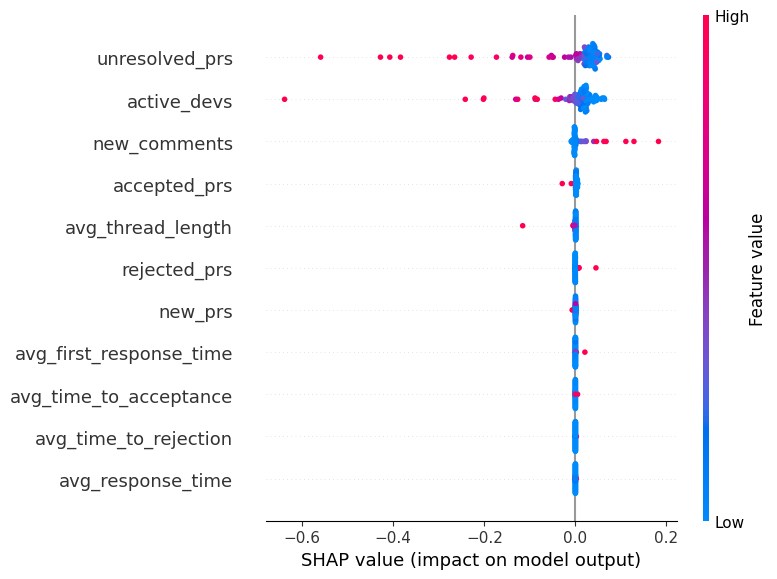 High
unresolved_prs
active_devs
new_comments
accepted_prs
avg_thread_length
rejected_prs
new_prs
avg_first_response_time
avg_time_to_acceptance
avg_time_to_rejection
avg_response_time
Feature value
Low
−0.6 −0.4 −0.2 0.0 0.2
SHAP value (impact on model output)